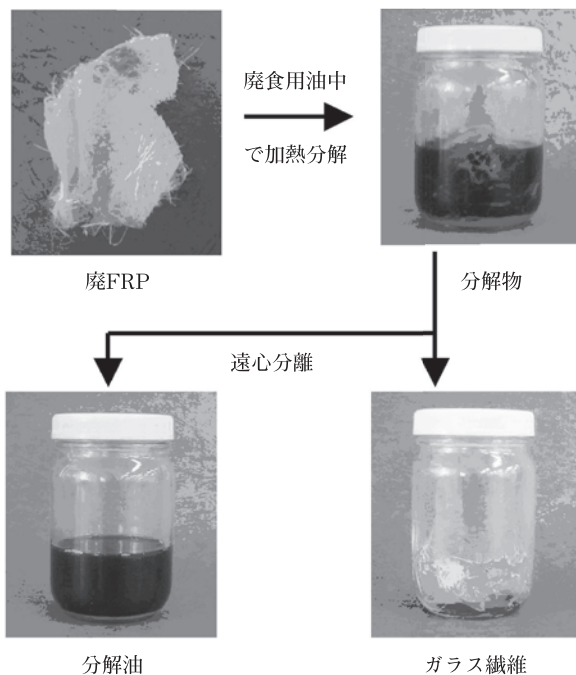 廃食用油中
で加熱分解
廃FRP
分解物
遠心分離
分解油
ガラス繊維